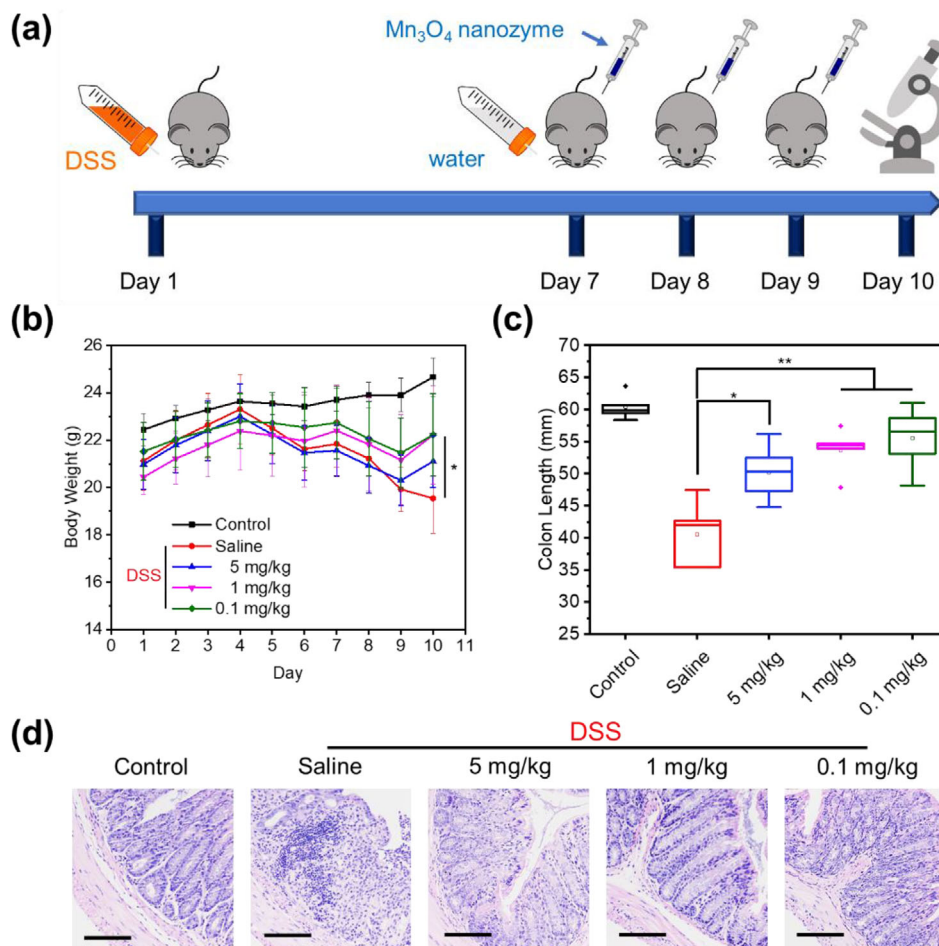 (a)
Mn₃O₄ nanozyme
DSS
water
Day 1
Day 7
Day 8
Day 9
Day 10
(b)
26
24
22
20
18
16
14
Body Weight (g)
Control
Saline
5 mg/kg
1 mg/kg
0.1 mg/kg
DSS
*
0 1 2 3 4 5 6 7 8 9 10 11
Day
(c)
70
65
60
55
50
45
40
35
30
25
Colon Length (mm)
*
**
Control
Saline
5 mg/kg
1 mg/kg
0.1 mg/kg
(d)
DSS
Control Saline 5 mg/kg 1 mg/kg 0.1 mg/kg